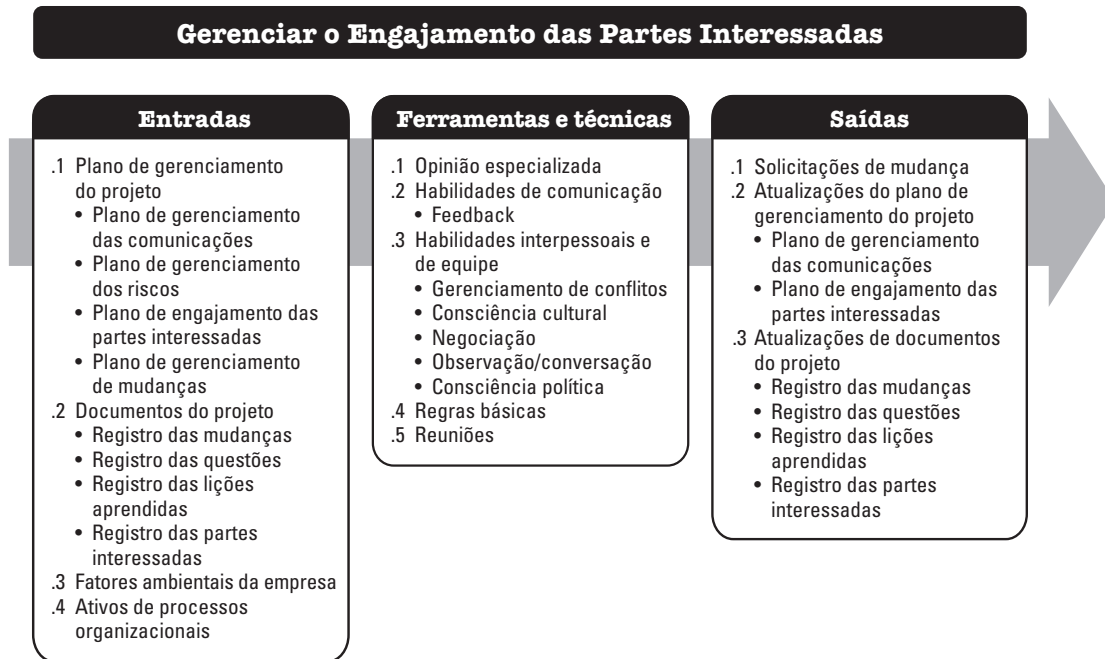 Gerenciar o Engajamento das Partes Interessadas
Entradas
.1 Plano de gerenciamento
do projeto
• Plano de gerenciamento
das comunicações
• Plano de gerenciamento
dos riscos
• Plano de engajamento das
partes interessadas
• Plano de gerenciamento
de mudanças
.2 Documentos do projeto
• Registro das mudanças
• Registro das questões
• Registro das lições
aprendidas
• Registro das partes
interessadas
.3 Fatores ambientais da empresa
.4 Ativos de processos
organizacionais
Ferramentas e técnicas
.1 Opinião especializada
.2 Habilidades de comunicação
• Feedback
.3 Habilidades interpessoais e
de equipe
• Gerenciamento de conflitos
• Consciência cultural
• Negociação
• Observação/conversação
• Consciência política
.4 Regras básicas
.5 Reuniões
Saídas
.1 Solicitações de mudança
.2 Atualizações do plano de
gerenciamento do projeto
• Plano de gerenciamento
das comunicações
• Plano de engajamento das
partes interessadas
.3 Atualizações de documentos
do projeto
• Registro das mudanças
• Registro das questões
• Registro das lições
aprendidas
• Registro das partes
interessadas